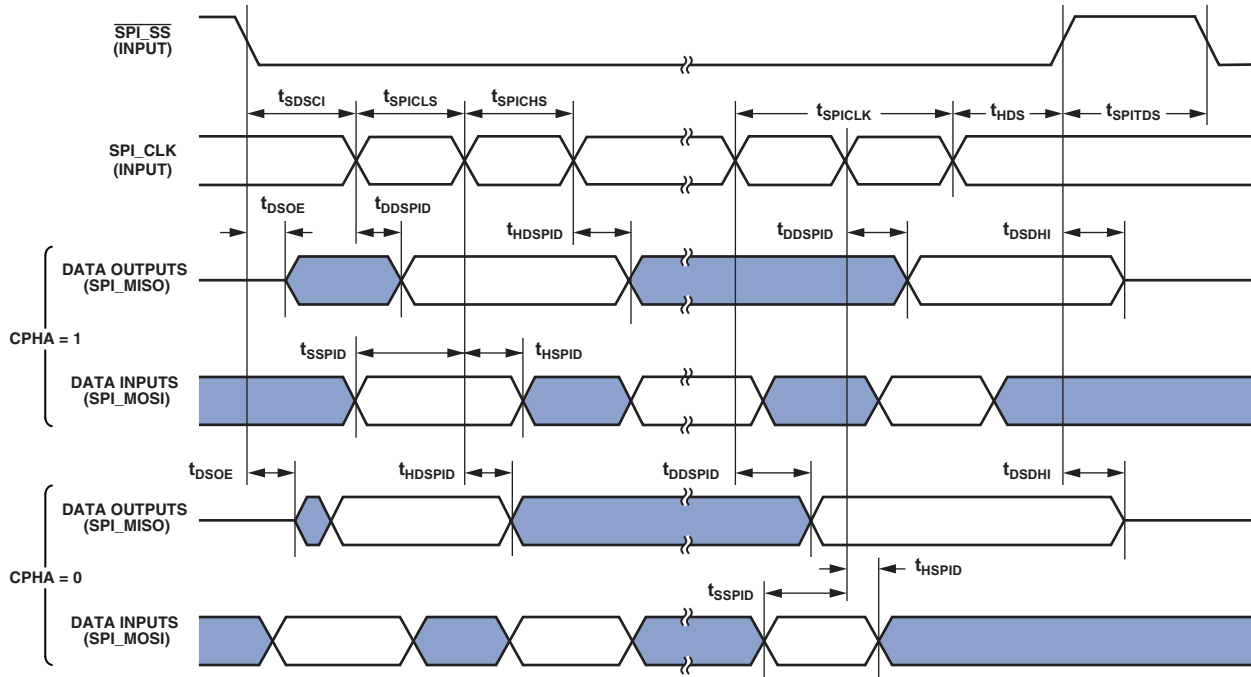 SPI_SS
(INPUT)
tSDSCI
tSPICLS
tSPICHS
tSPICLK
tHDS
tSPITDS
SPI_CLK
(INPUT)
tDSOE
tDDSPID
tHDSPID
tDDSPID
tDSDHI
DATA OUTPUTS
(SPI_MISO)
CPHA = 1
tSSPID
tHSPID
DATA INPUTS
(SPI_MOSI)
tDSOE
tHDSPID
tDDSPID
tDSDHI
DATA OUTPUTS
(SPI_MISO)
CPHA = 0
tHSPID
tSSPID
DATA INPUTS
(SPI_MOSI)